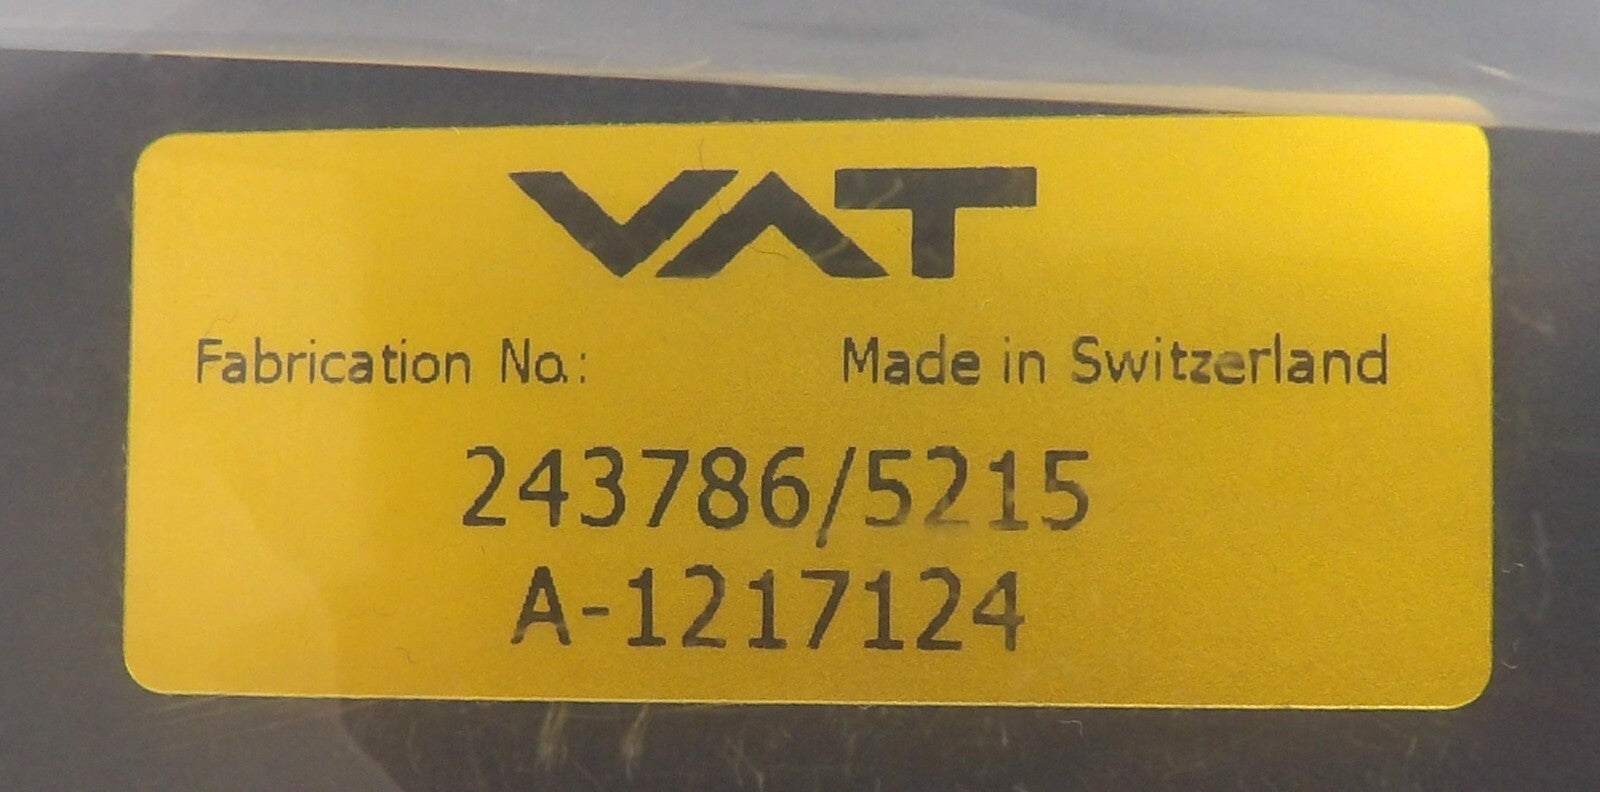 VAT
Fabrication No.: Made in Switzerland
243786/5215
A-1217124